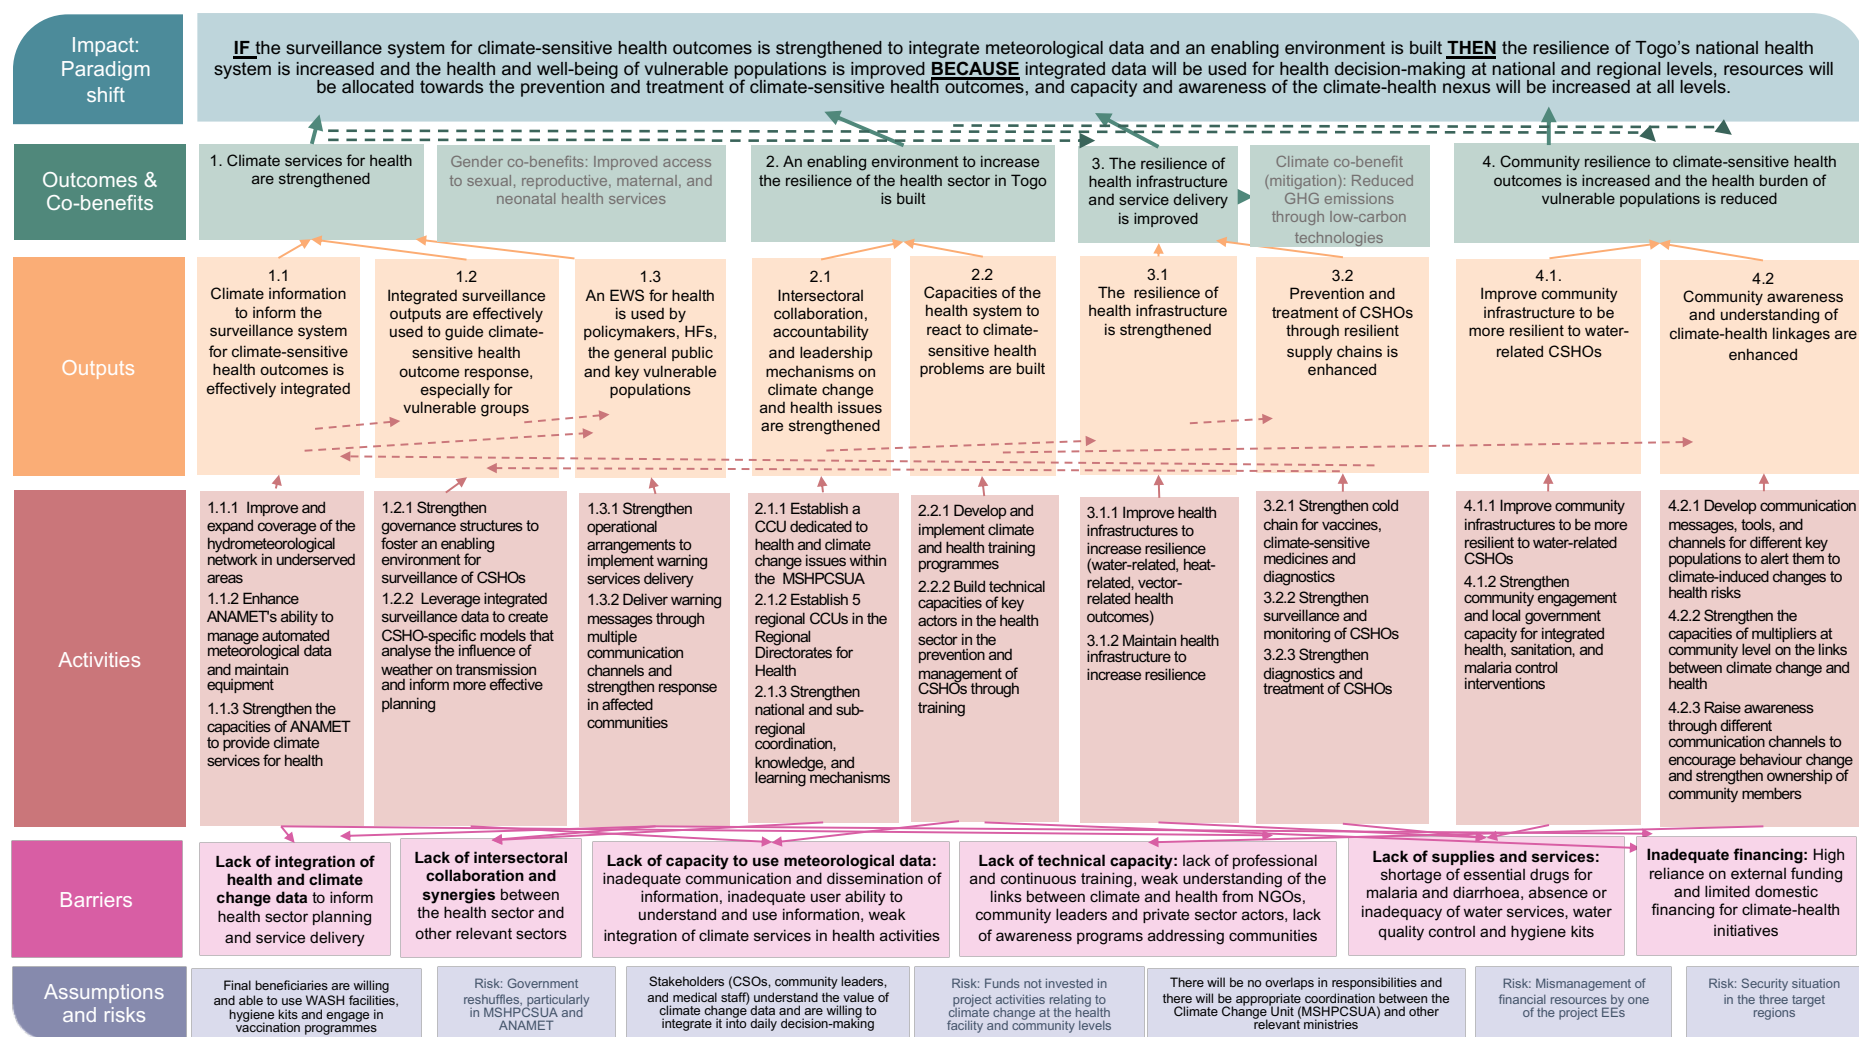 Impact:
Paradigm
shift
IF the surveillance system for climate-sensitive health outcomes is strengthened to integrate meteorological data and an enabling environment is built THEN the resilience of Togo's national health
system is increased and the health and well-being of vulnerable populations is improved BECAUSE integrated data will be used for health decision-making at national and regional levels, resources will
be allocated towards the prevention and treatment of climate-sensitive health outcomes, and capacity and awareness of the climate-health nexus will be increased at all levels.
Outcomes &
Co-benefits
1. Climate services for health
are strengthened
Gender co-benefits: Improved access
to sexual, reproductive, maternal, and
neonatal health services
2. An enabling environment to increase
the resilience of the health sector in Togo
is built
3. The resilience of
health infrastructure
and service delivery
is improved
Climate co-benefit
(mitigation): Reduced
GHG emissions
through low-carbon
technologies
4. Community resilience to climate-sensitive health
outcomes is increased and the health burden of
vulnerable populations is reduced
Outputs
1.1
Climate information
to inform the
surveillance system
for climate-sensitive
health outcomes is
effectively integrated
1.2
Integrated surveillance
outputs are effectively
used to guide climate-
sensitive health
outcome response,
especially for
vulnerable groups
1.3
An EWS for health
is used by
policymakers, HFs,
the general public
and key vulnerable
populations
2.1
Intersectoral
collaboration,
accountability
and leadership
mechanisms on
climate change
and health issues
are strengthened
2.2
Capacities of the
health system to
react to climate-
sensitive health
problems are built
3.1
The resilience of
health infrastructure
is strengthened
3.2
Prevention and
treatment of CSHOs
through resilient
supply chains is
enhanced
4.1.
Improve community
infrastructure to be
more resilient to water-
related CSHOs
4.2
Community awareness
and understanding of
climate-health linkages are
enhanced
Activities
1.1.1 Improve and
expand coverage of the
hydrometeorological
network in underserved
areas
1.1.2 Enhance
ANAMET's ability to
manage automated
meteorological data
and maintain
equipment
1.1.3 Strengthen the
capacities of ANAMET
to provide climate
services for health
1.2.1 Strengthen
governance structures to
foster an enabling
environment for
surveillance of CSHOs
1.2.2 Leverage integrated
surveillance data to create
CSHO-specific models that
analyse the influence of
weather on transmission
and inform more effective
planning
1.3.1 Strengthen
operational
arrangements to
implement warning
services delivery
1.3.2 Deliver warning
messages through
multiple
communication
channels and
strengthen response
in affected
communities
2.1.1 Establish a
CCU dedicated to
health and climate
change issues within
the MSHPCSUA
2.1.2 Establish 5
regional CCUs in the
Regional
Directorates for
Health
2.1.3 Strengthen
national and sub-
regional
coordination,
knowledge, and
learning mechanisms
2.2.1 Develop and
implement climate
and health training
programmes
2.2.2 Build technical
capacities of key
actors in the health
sector in the
prevention and
management of
CSHOs through
training
3.1.1 Improve health
infrastructures to
increase resilience
(water-related, heat-
related, vector-
related health
outcomes)
3.1.2 Maintain health
infrastructure to
increase resilience
3.2.1 Strengthen cold
chain for vaccines,
climate-sensitive
medicines and
diagnostics
3.2.2 Strengthen
surveillance and
monitoring of CSHOs
3.2.3 Strengthen
diagnostics and
treatment of CSHOs
4.1.1 Improve community
infrastructures to be more
resilient to water-related
CSHOs
4.1.2 Strengthen
community engagement
and local government
capacity for integrated
health, sanitation, and
malaria control
interventions
4.2.1 Develop communication
messages, tools, and
channels for different key
populations to alert them to
climate-induced changes to
health risks
4.2.2 Strengthen the
capacities of multipliers at
community level on the links
between climate change and
health
4.2.3 Raise awareness
through different
communication channels to
encourage behaviour change
and strengthen ownership of
community members
Barriers
Lack of integration of
health and climate
change data to inform
health sector planning
and service delivery
Lack of intersectoral
collaboration and
synergies between
the health sector and
other relevant sectors
Lack of capacity to use meteorological data:
inadequate communication and dissemination of
information, inadequate user ability to
understand and use information, weak
integration of climate services in health activities
Lack of technical capacity: lack of professional
and continuous training, weak understanding of the
links between climate and health from NGOs,
community leaders and private sector actors, lack
of awareness programs addressing communities
Lack of supplies and services:
shortage of essential drugs for
malaria and diarrhoea, absence or
inadequacy of water services, water
quality control and hygiene kits
Inadequate financing: High
reliance on external funding
and limited domestic
financing for climate-health
initiatives
Assumptions
and risks
Final beneficiaries are willing
and able to use WASH facilities,
hygiene kits and engage in
vaccination programmes
Risk: Government
reshuffles, particularly
in MSHPCSUA and
ANAMET
Stakeholders (CSOs, community leaders,
and medical staff) understand the value of
climate change data and are willing to
integrate it into daily decision-making
Risk: Funds not invested in
project activities relating to
climate change at the health
facility and community levels
There will be no overlaps in responsibilities and
there will be appropriate coordination between the
Climate Change Unit (MSHPCSUA) and other
relevant ministries
Risk: Mismanagement of
financial resources by one
of the project EEs
Risk: Security situation
in the three target
regions